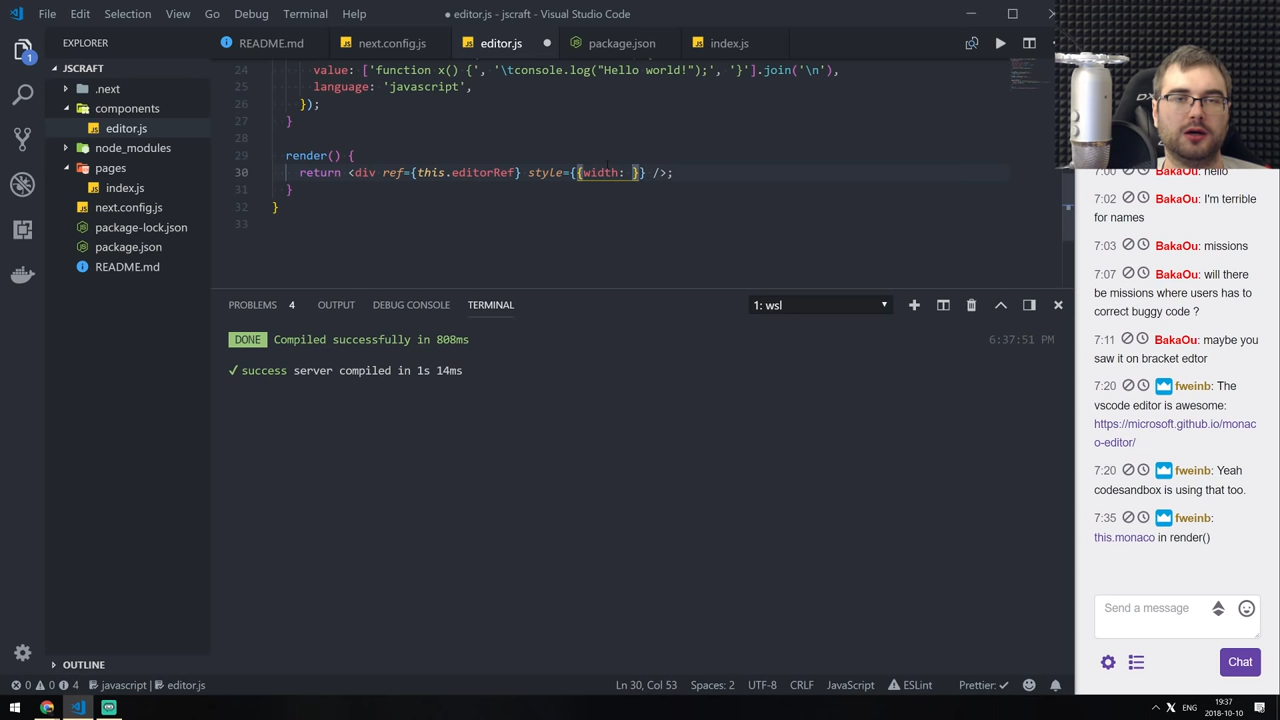 File Edit Selection View Go Debug Terminal Help
● editor.js - jscraft - Visual Studio Code
EXPLORER
README.md
next.config.js
editor.js
package.json
index.js
JSCRAFT
.next
components
editor.js
node_modules
pages
index.js
next.config.js
package-lock.json
package.json
README.md
OUTLINE
24 value: ['function x() {', '\tconsole.log("Hello world!");', '}'].join('\n'),
25 language: 'javascript',
26 });
27 }
28
29 render() {
30 return <div ref={this.editorRef} style={{width: }} />;
31 }
32 }
33
PROBLEMS 4 OUTPUT DEBUG CONSOLE TERMINAL
1: wsl
DONE Compiled successfully in 808ms
6:37:51 PM
✓ success server compiled in 1s 14ms
7:00 BakaOu: hello
7:02 BakaOu: I'm terrible
for names
7:03 BakaOu: missions
7:07 BakaOu: will there
be missions where users has to
correct buggy code ?
7:11 BakaOu: maybe you
saw it on bracket edtor
7:20 fweinb: The
vscode editor is awesome:
https://microsoft.github.io/monac
o-editor/
7:20 fweinb: Yeah
codesandbox is using that too.
7:35 fweinb:
this.monaco in render()
Send a message
Chat
0 0 4 javascript | editor.js
Ln 30, Col 53 Spaces: 2 UTF-8 CRLF JavaScript ESLint Prettier: ✓
ENG
19:37
2018-10-10